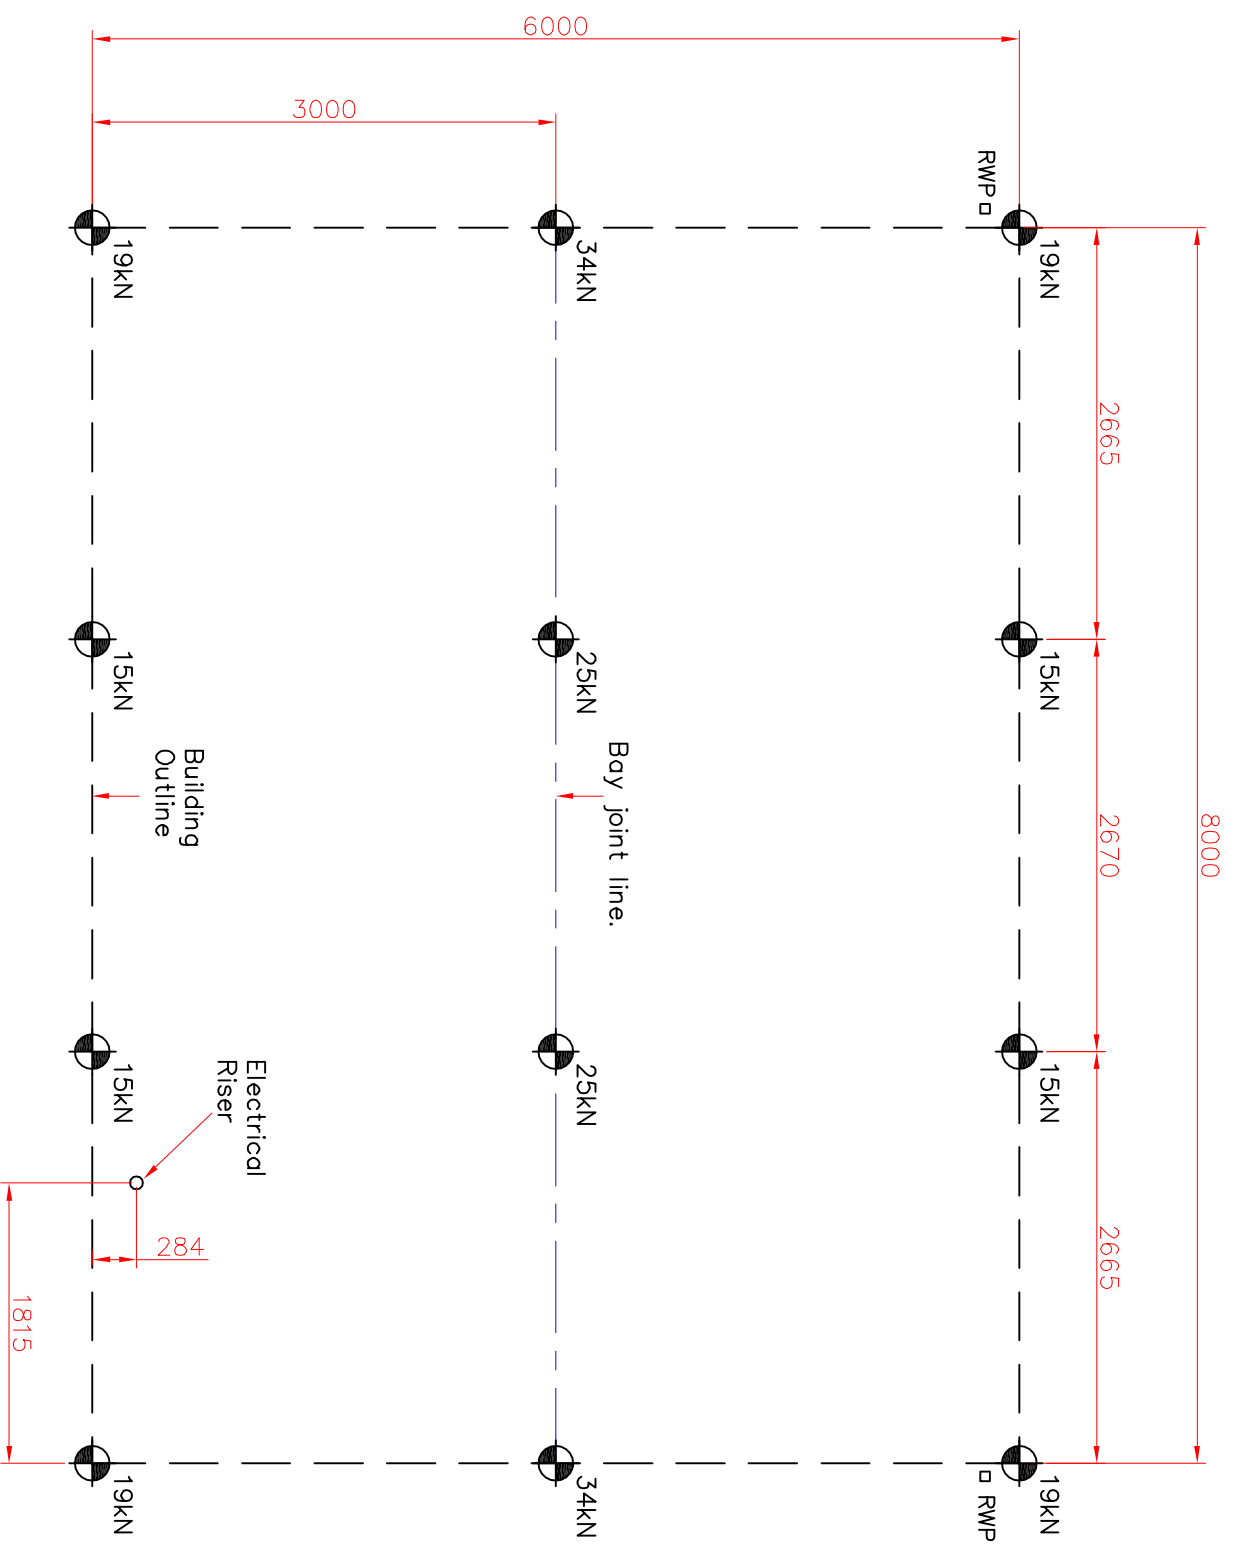 8000
2665
2670
2665
19kN
15kN
15kN
19kN
RWP
RWP
Bay joint line.
34kN
25kN
25kN
34kN
6000
3000
Electrical
Riser
Building
Outline
284
19kN
15kN
15kN
19kN
1815